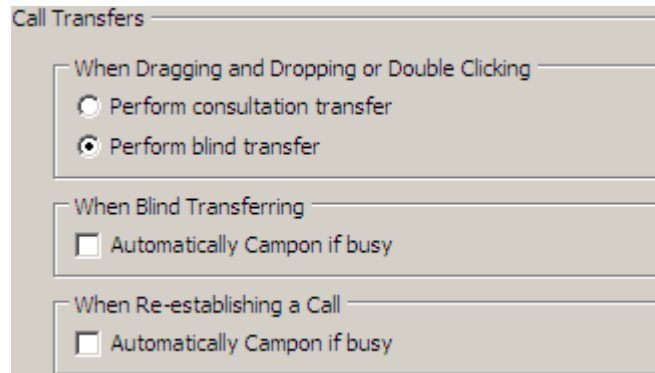 Call Transfers
When Dragging and Dropping or Double Clicking
Perform consultation transfer
Perform blind transfer
When Blind Transferring
Automatically Campon if busy
When Re-establishing a Call
Automatically Campon if busy